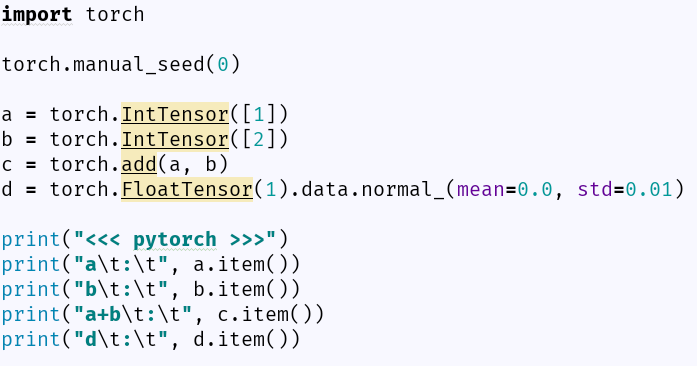 import torch
torch.manual_seed(0)
a = torch.IntTensor([1])
b = torch.IntTensor([2])
c = torch.add(a, b)
d = torch.FloatTensor(1).data.normal_(mean=0.0, std=0.01)
print("<<< pytorch >>>")
print("a\t:\t", a.item())
print("b\t:\t", b.item())
print("a+b\t:\t", c.item())
print("d\t:\t", d.item())